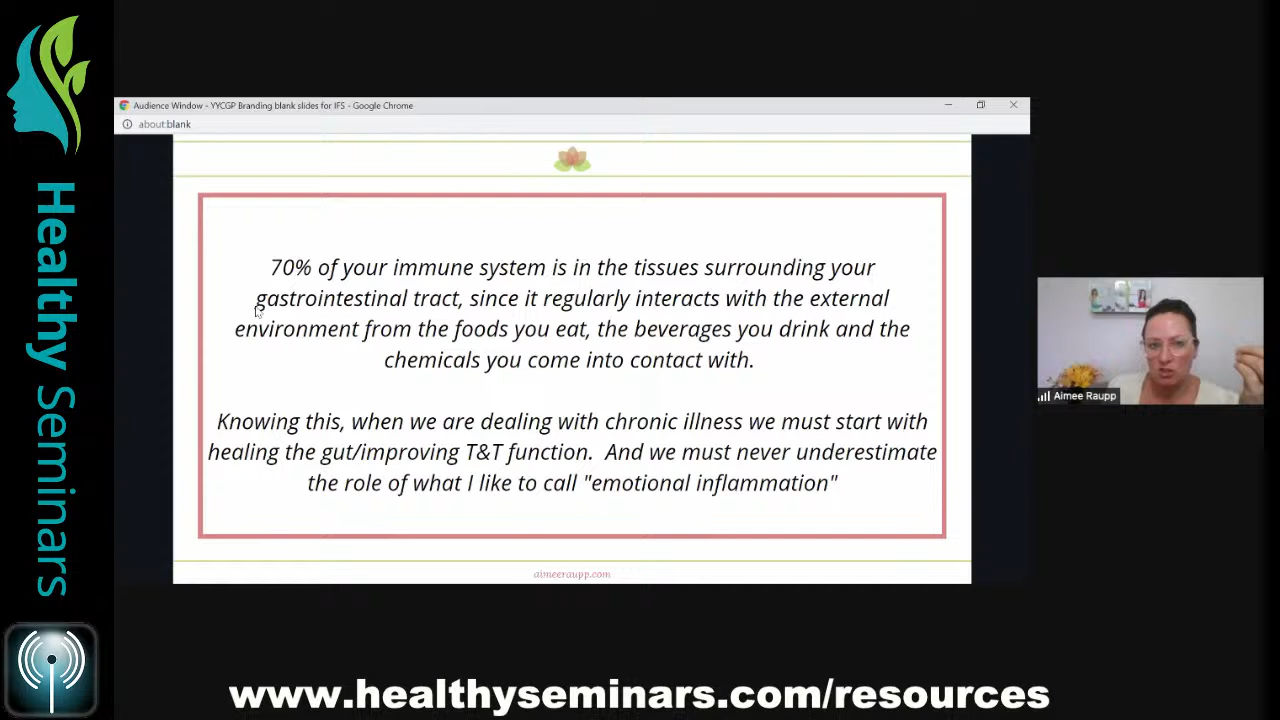 Healthy Seminars
Audience Window - YYCGP Branding blank slides for IFS - Google Chrome
about:blank
70% of your immune system is in the tissues surrounding your
gastrointestinal tract, since it regularly interacts with the external
environment from the foods you eat, the beverages you drink and the
chemicals you come into contact with.
Knowing this, when we are dealing with chronic illness we must start with
healing the gut/improving T&T function.  And we must never underestimate
the role of what I like to call "emotional inflammation"
aimeeraupp.com
Aimee Raupp
www.healthyseminars.com/resources